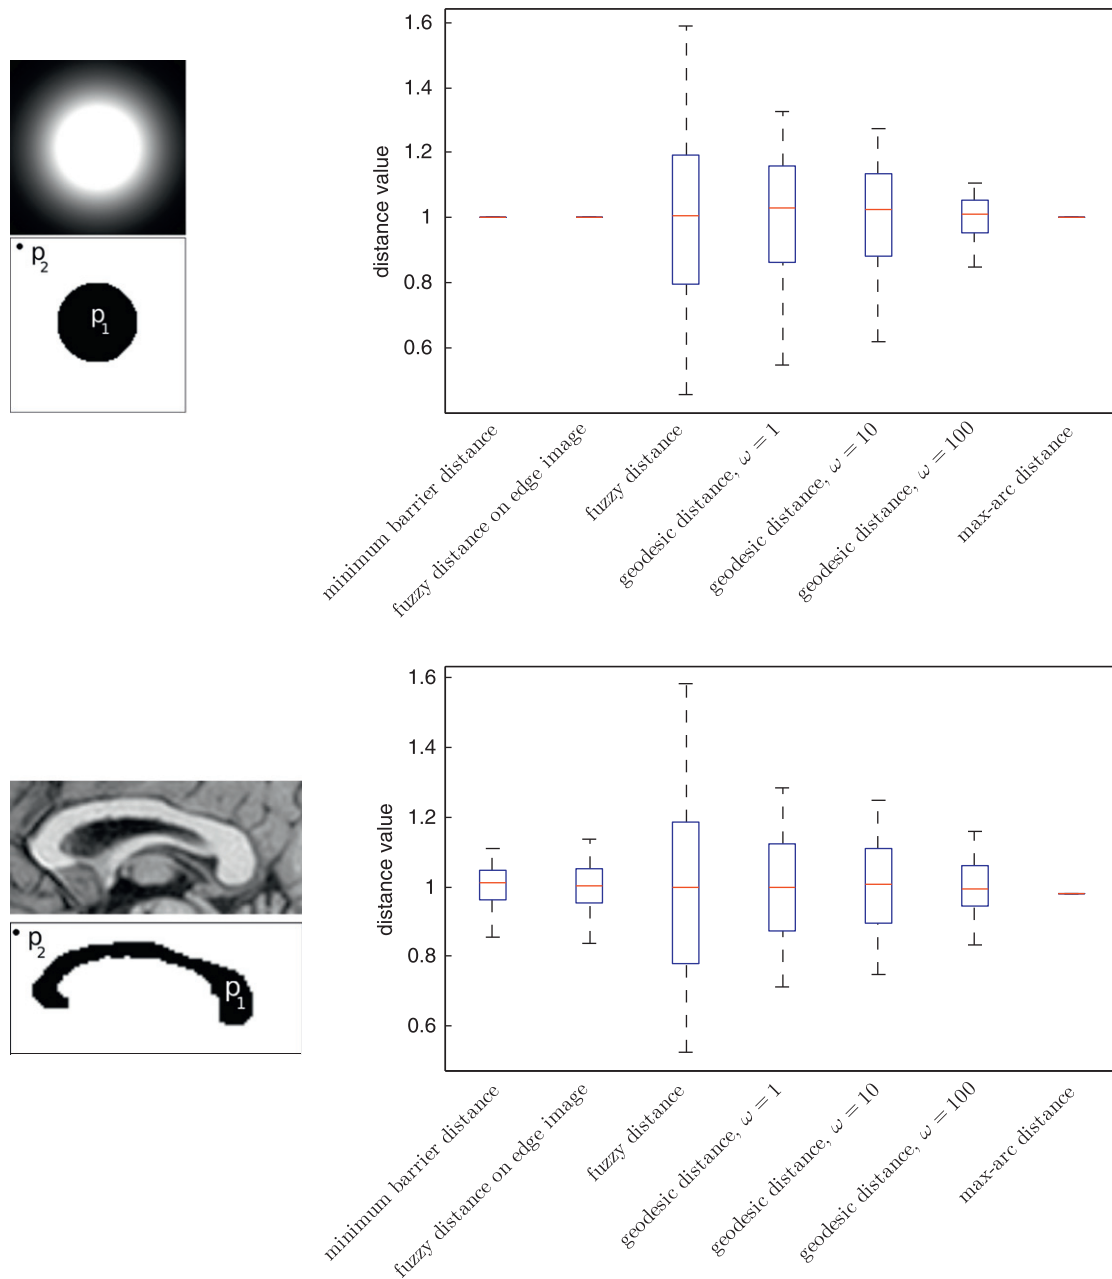 p2
p1
distance value
1.6
1.4
1.2
1
0.8
0.6
minimum barrier distance
fuzzy distance on edge image
fuzzy distance
geodesic distance, ω = 1
geodesic distance, ω = 10
geodesic distance, ω = 100
max-arc distance
p2
p1
distance value
1.6
1.4
1.2
1
0.8
0.6
minimum barrier distance
fuzzy distance on edge image
fuzzy distance
geodesic distance, ω = 1
geodesic distance, ω = 10
geodesic distance, ω = 100
max-arc distance